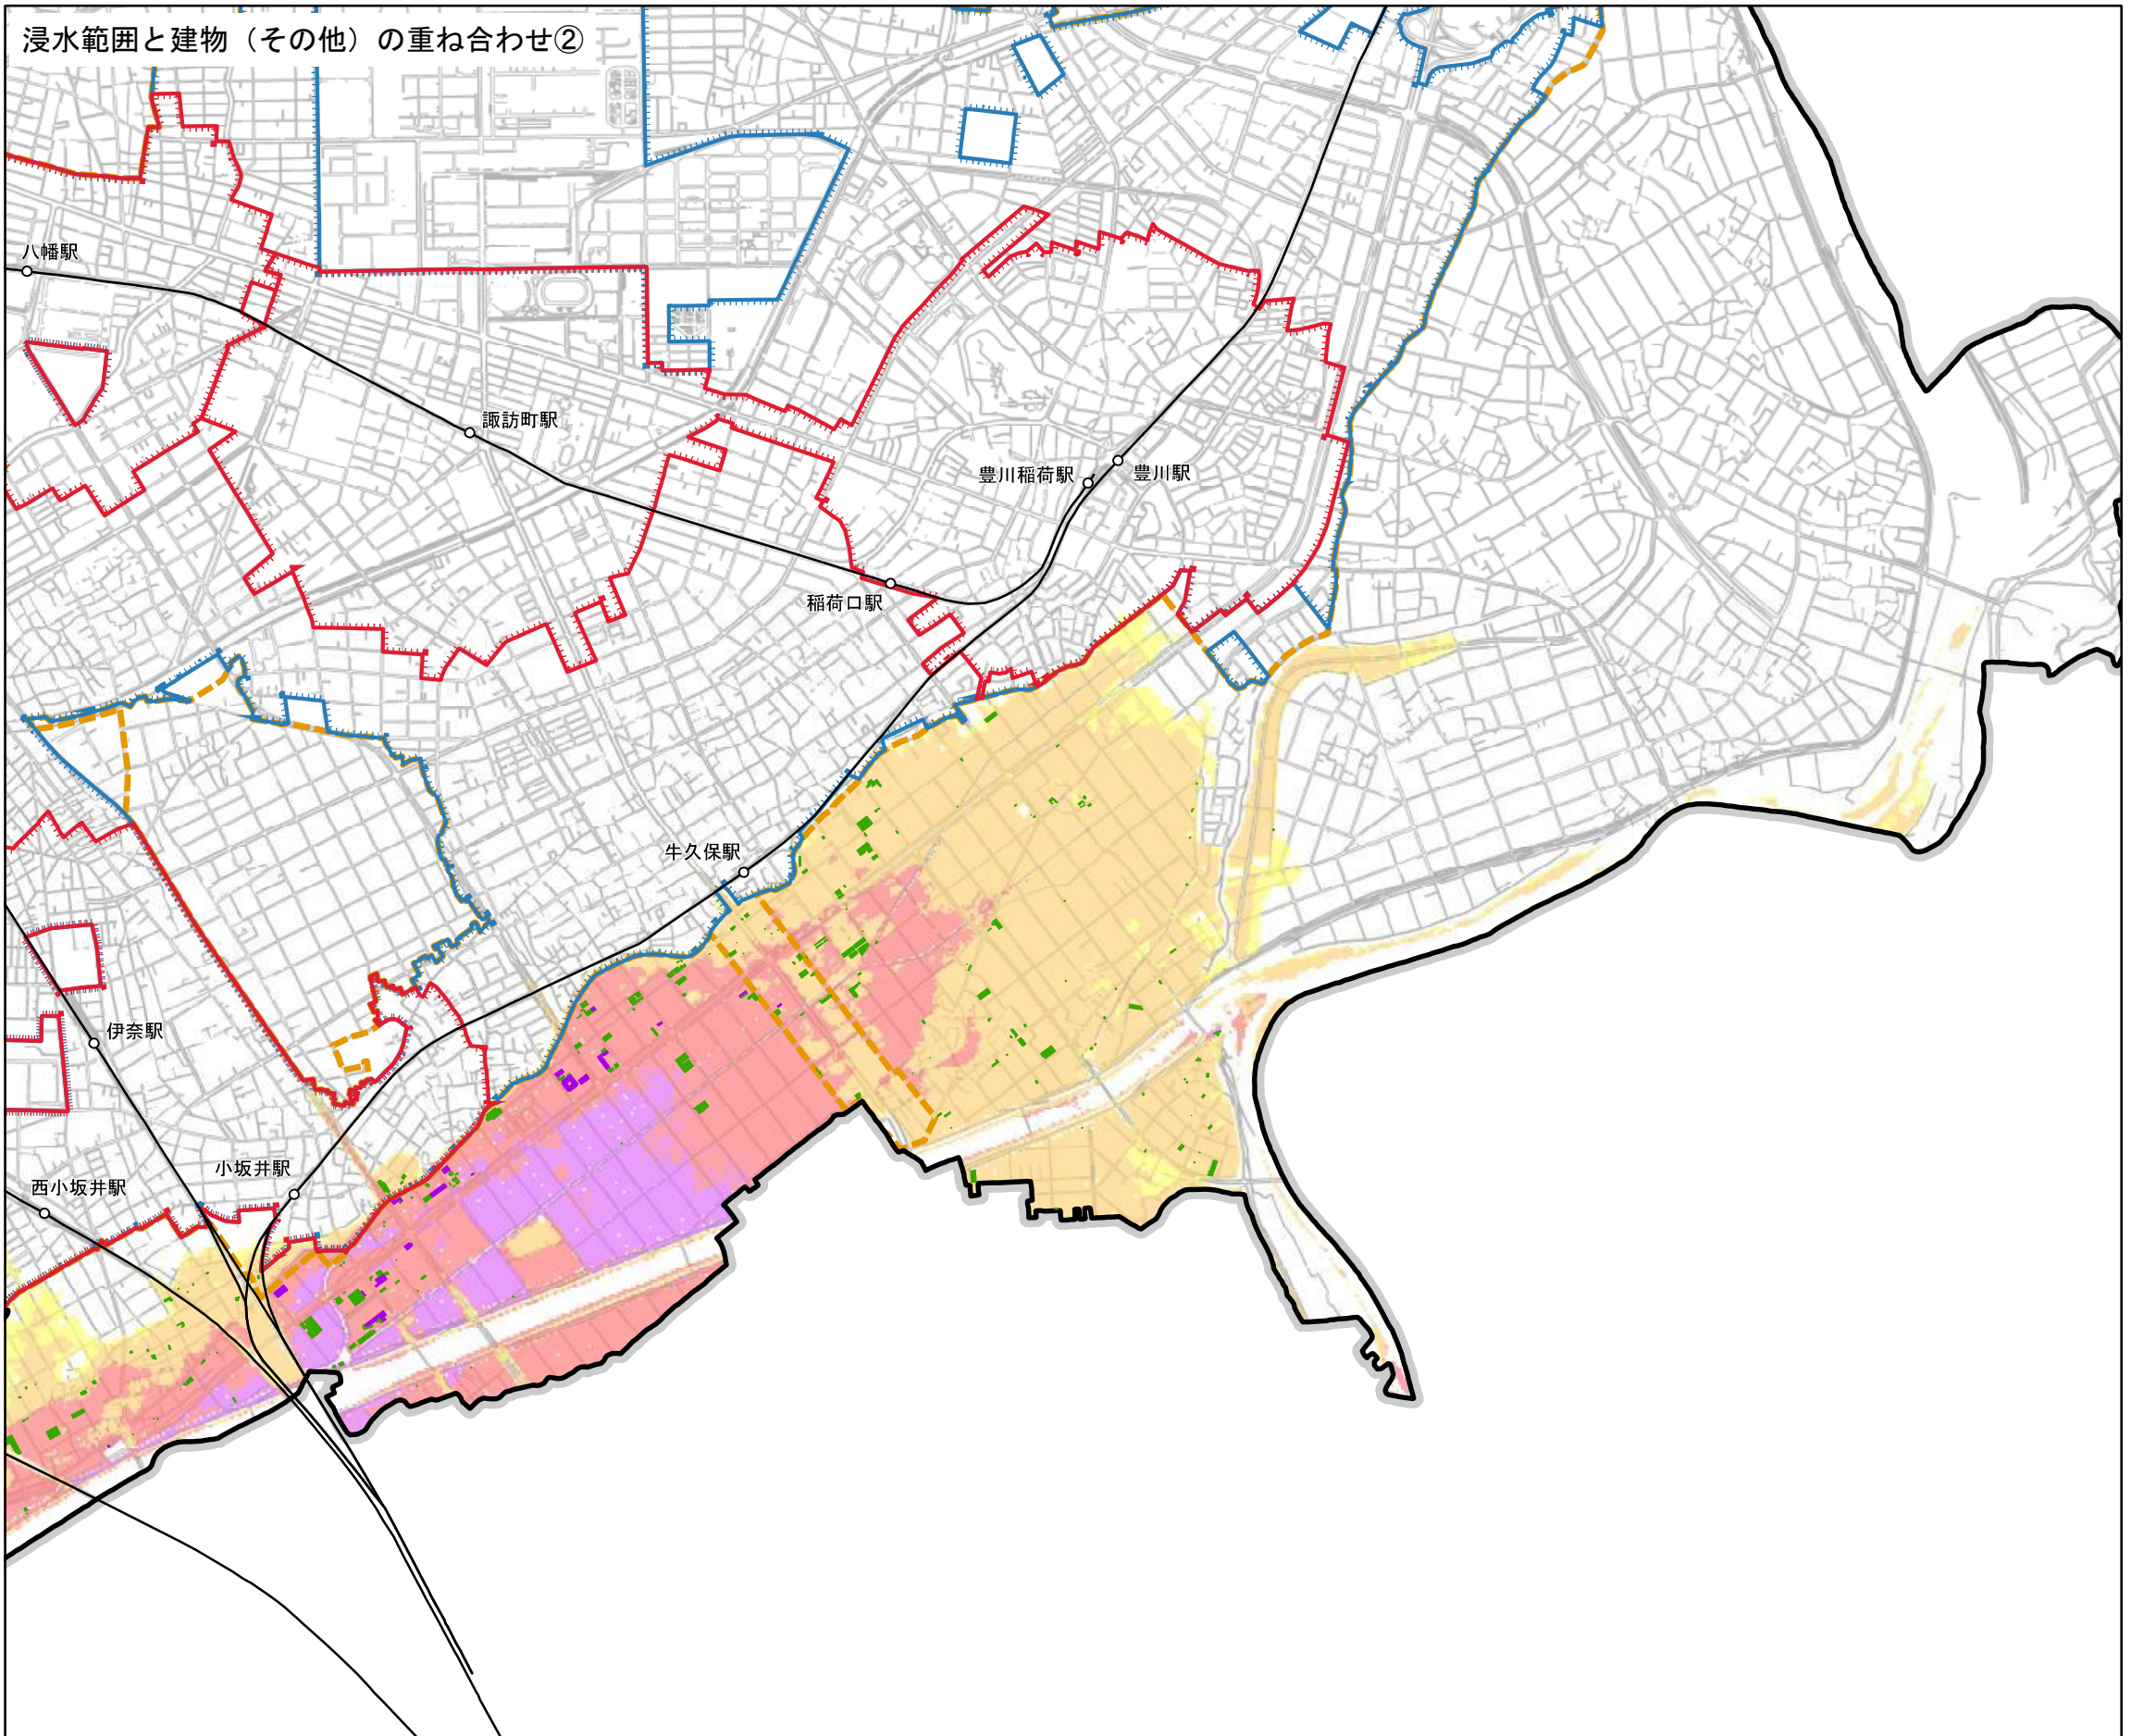 浸水範囲と建物（その他）の重ね合わせ②
八幡駅
諏訪町駅
豊川稲荷駅
豊川駅
稲荷口駅
牛久保駅
伊奈駅
小坂井駅
西小坂井駅